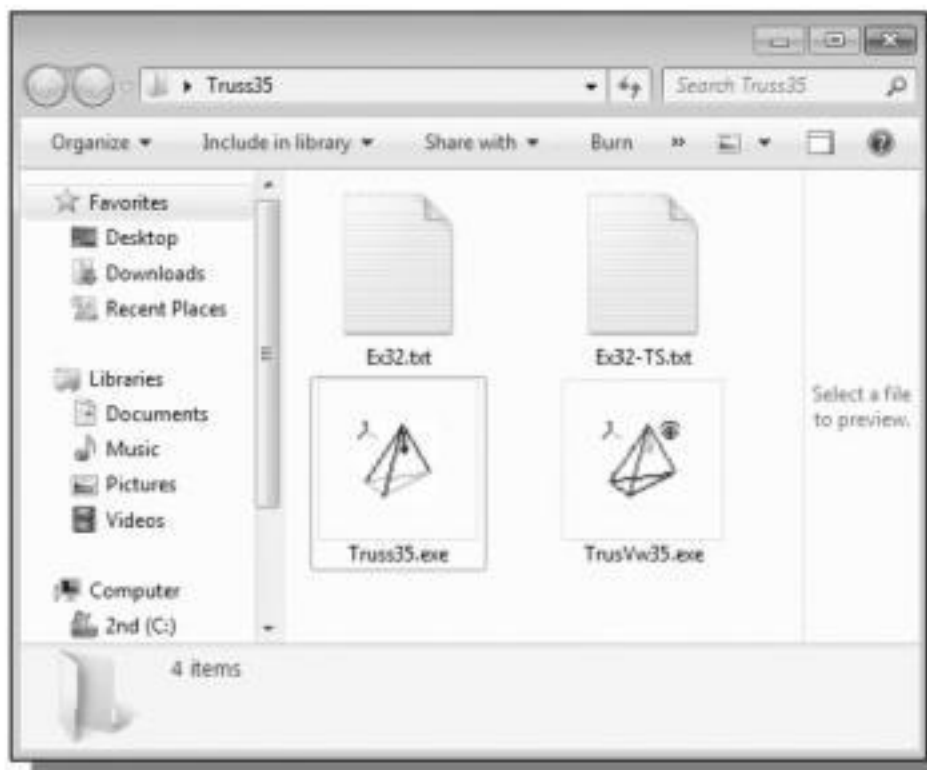 Truss35
Search Truss35
Organize
Include in library
Share with
Burn
»
Favorites
Desktop
Downloads
Recent Places
Libraries
Documents
Music
Pictures
Videos
Computer
2nd (C:)
Ex32.txt
Ex32-TS.txt
Truss35.exe
TrusVw35.exe
Select a file
to preview.
4 items